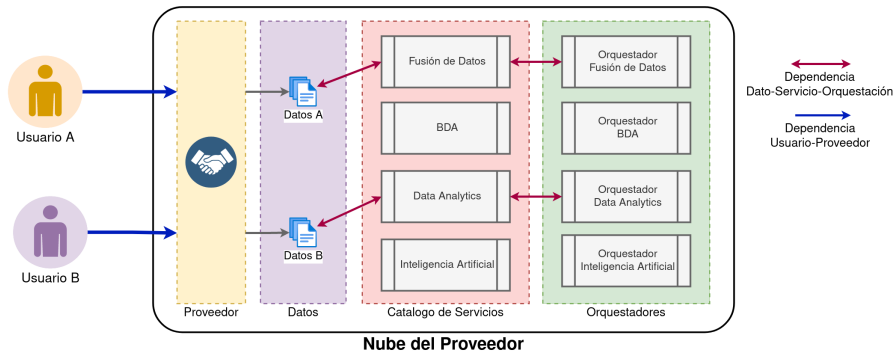 Usuario A
Usuario B
Proveedor
Datos A
Datos B
Datos
Fusión de Datos
BDA
Data Analytics
Inteligencia Artificial
Catalogo de Servicios
Orquestador
Fusión de Datos
Orquestador
BDA
Orquestador
Data Analytics
Orquestador
Inteligencia Artificial
Orquestadores
Nube del Proveedor
Dependencia
Dato-Servicio-Orquestación
Dependencia
Usuario-Proveedor